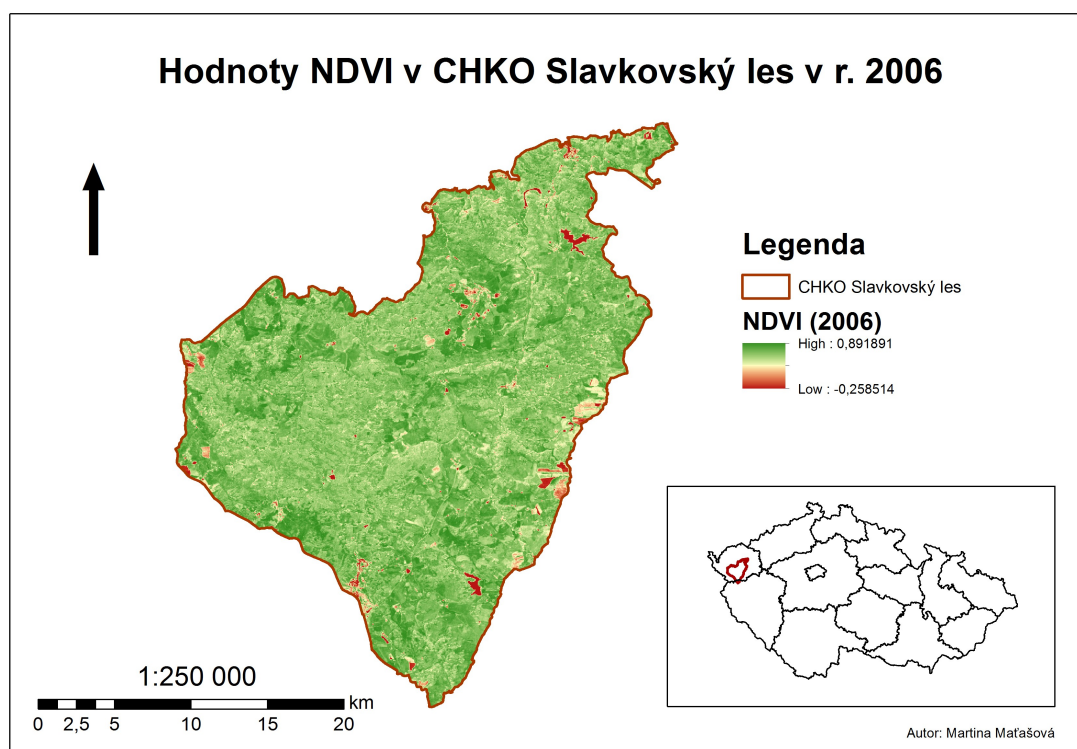 Hodnoty NDVI v CHKO Slavkovský les v r. 2006
Legenda
CHKO Slavkovský les
NDVI (2006)
High : 0,891891
Low : -0,258514
1:250 000
km
0 2,5 5 10 15 20
Autor: Martina Maťašová